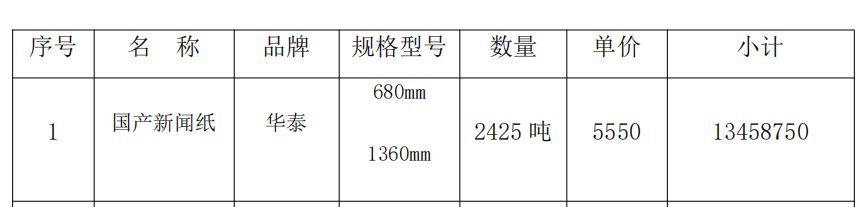 序号 名 称 品牌 规格型号 数量 单价 小计
1 国产新闻纸 华泰 680mm 1360mm 2425 吨 5550 13458750